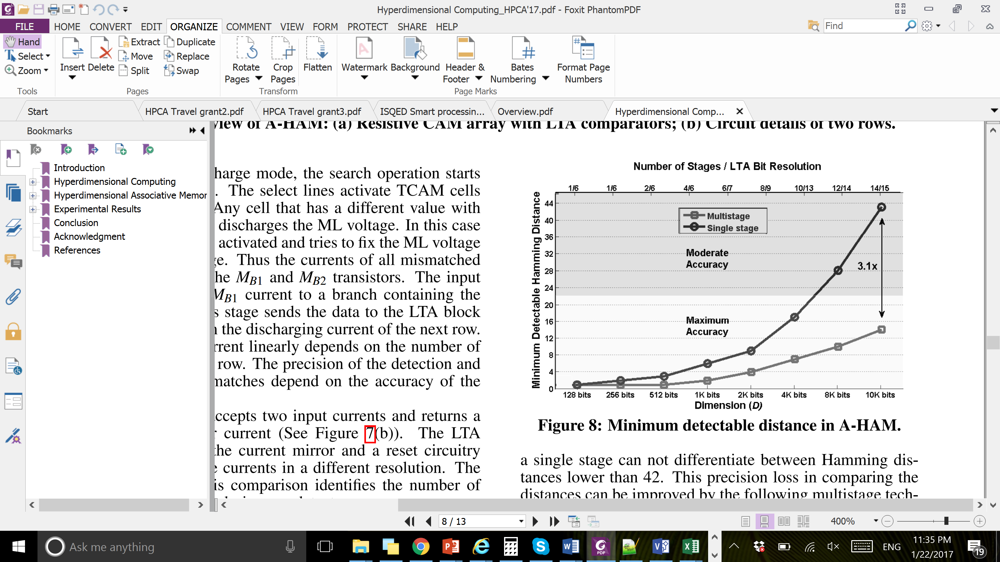 Hyperdimensional Computing_HPCA'17.pdf - Foxit PhantomPDF
FILE HOME CONVERT EDIT ORGANIZE COMMENT VIEW FORM PROTECT SHARE HELP
Find
Hand
Select
Zoom
Tools
Insert
Delete
Extract
Move
Split
Duplicate
Replace
Swap
Pages
Rotate Pages
Crop Pages
Flatten
Transform
Watermark
Background
Header & Footer
Bates Numbering
Format Page Numbers
Page Marks
Start
HPCA Travel grant2.pdf
HPCA Travel grant3.pdf
ISQED Smart processin...
Overview.pdf
Hyperdimensional Comp...
Bookmarks
Introduction
Hyperdimensional Computing
Hyperdimensional Associative Memor
Experimental Results
Conclusion
Acknowledgment
References
view of A-HAM: (a) Resistive CAM array with LTA comparators; (b) Circuit details of two rows.
harge mode, the search operation starts
. The select lines activate TCAM cells
Any cell that has a different value with
discharges the ML voltage. In this case
activated and tries to fix the ML voltage
ge. Thus the currents of all mismatched
he MB1 and MB2 transistors. The input
MB1 current to a branch containing the
s stage sends the data to the LTA block
n the discharging current of the next row.
rrent linearly depends on the number of
row. The precision of the detection and
matches depend on the accuracy of the
ccepts two input currents and returns a
r current (See Figure 7(b)). The LTA
the current mirror and a reset circuitry
e currents in a different resolution. The
is comparison identifies the number of
Number of Stages / LTA Bit Resolution
1/6 1/6 2/6 4/6 6/7 8/9 10/13 12/14 14/15
Minimum Detectable Hamming Distance
44
40
36
32
28
24
20
16
12
8
4
0
Multistage
Single stage
Moderate
Accuracy
3.1x
Maximum
Accuracy
128 bits 256 bits 512 bits 1K bits 2K bits 4K bits 8K bits 10K bits
Dimension (D)
Figure 8: Minimum detectable distance in A-HAM.
a single stage can not differentiate between Hamming dis-
tances lower than 42. This precision loss in comparing the
distances can be improved by the following multistage tech-
8 / 13
400%
Ask me anything
ENG
11:35 PM
1/22/2017
19